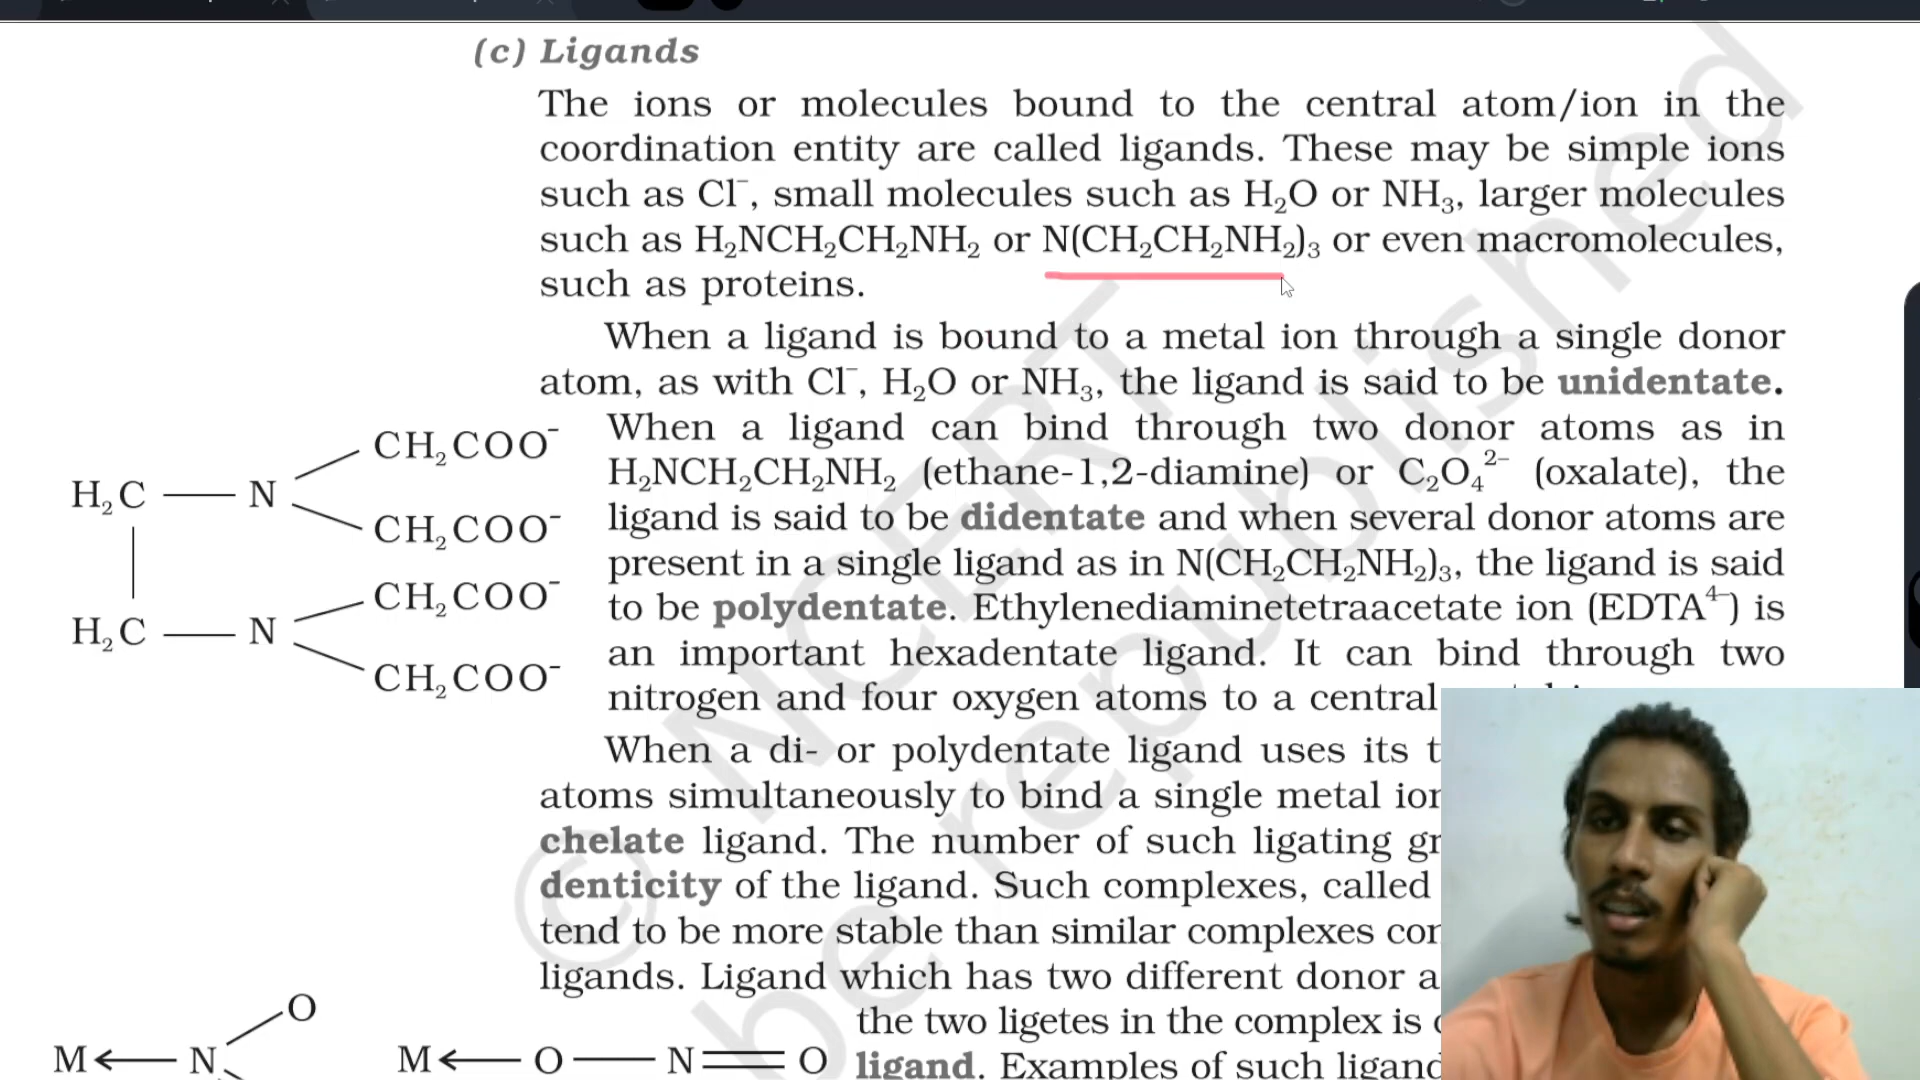 (c) Ligands
The ions or molecules bound to the central atom/ion in the
coordination entity are called ligands. These may be simple ions
such as Cl⁻, small molecules such as H₂O or NH₃, larger molecules
such as H₂NCH₂CH₂NH₂ or N(CH₂CH₂NH₂)₃ or even macromolecules,
such as proteins.
When a ligand is bound to a metal ion through a single donor
atom, as with Cl⁻, H₂O or NH₃, the ligand is said to be unidentate.
When a ligand can bind through two donor atoms as in
H₂NCH₂CH₂NH₂ (ethane-1,2-diamine) or C₂O₄²⁻ (oxalate), the
ligand is said to be didentate and when several donor atoms are
present in a single ligand as in N(CH₂CH₂NH₂)₃, the ligand is said
to be polydentate. Ethylenediaminetetraacetate ion (EDTA⁴⁻) is
an important hexadentate ligand. It can bind through two
nitrogen and four oxygen atoms to a central
When a di- or polydentate ligand uses its t
atoms simultaneously to bind a single metal ion
chelate ligand. The number of such ligating gr
denticity of the ligand. Such complexes, called
tend to be more stable than similar complexes con
ligands. Ligand which has two different donor a
the two ligetes in the complex is
ligand. Examples of such ligand
CH₂COO⁻
H₂C — N
CH₂COO⁻
CH₂COO⁻
H₂C — N
CH₂COO⁻
O
M ← N
M ← O — N = O
© NCERT
be republished